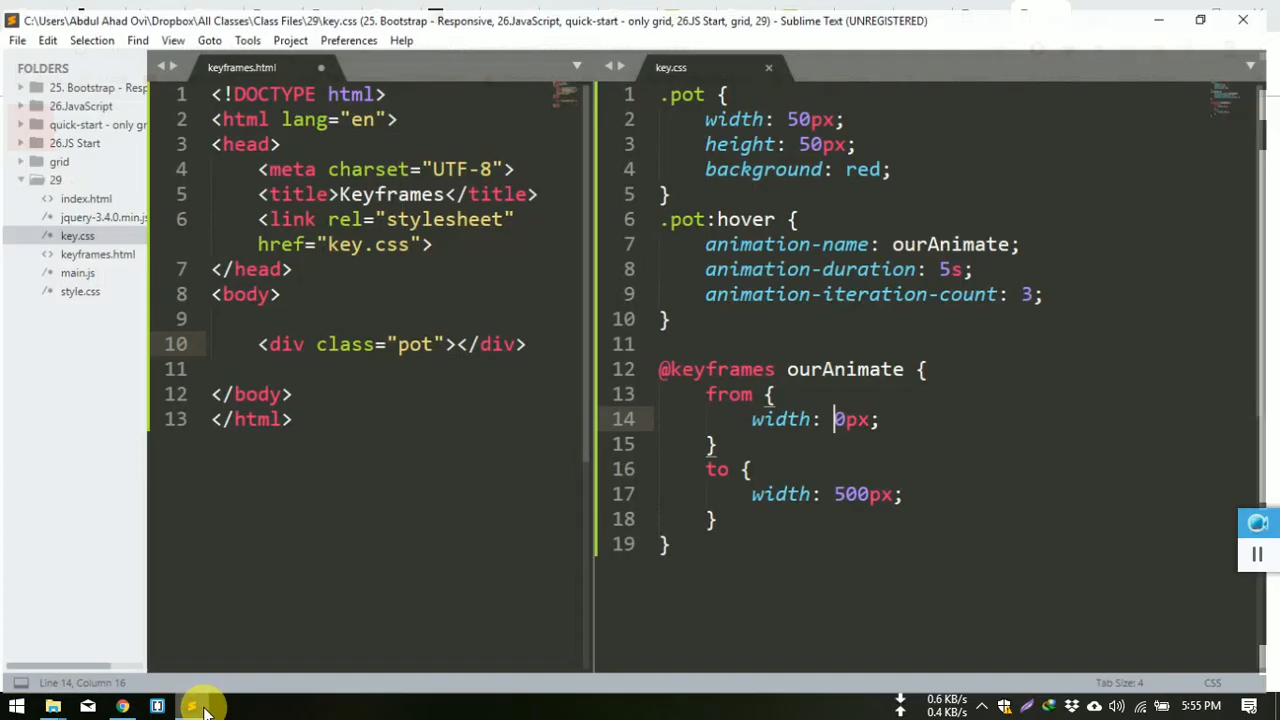 C:\Users\Abdul Ahad Ovi\Dropbox\All Classes\Class Files\29\key.css (25. Bootstrap - Responsive, 26.JavaScript, quick-start - only grid, 26.JS Start, grid, 29) - Sublime Text (UNREGISTERED)
File Edit Selection Find View Goto Tools Project Preferences Help
FOLDERS
25. Bootstrap - Resp
26.JavaScript
quick-start - only gr
26.JS Start
grid
29
index.html
jquery-3.4.0.min.js
/* key.css
keyframes.html
/* main.js
/* style.css
keyframes.html
1 <!DOCTYPE html>
2 <html lang="en">
3 <head>
4 <meta charset="UTF-8">
5 <title>Keyframes</title>
6 <link rel="stylesheet"
href="key.css">
7 </head>
8 <body>
9
10 <div class="pot"></div>
11
12 </body>
13 </html>
key.css
1 .pot {
2 width: 50px;
3 height: 50px;
4 background: red;
5 }
6 .pot:hover {
7 animation-name: ourAnimate;
8 animation-duration: 5s;
9 animation-iteration-count: 3;
10 }
11
12 @keyframes ourAnimate {
13 from {
14 width: 0px;
15 }
16 to {
17 width: 500px;
18 }
19 }
Line 14, Column 16
Tab Size: 4 CSS
0.6 KB/s
0.4 KB/s
5:55 PM